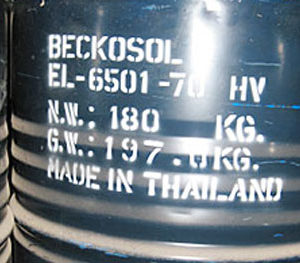 BECKOSOL
EL-6501-70 HV
N.W.: 180 KG.
G.W.: 197.0KG.
MADE IN THAILAND